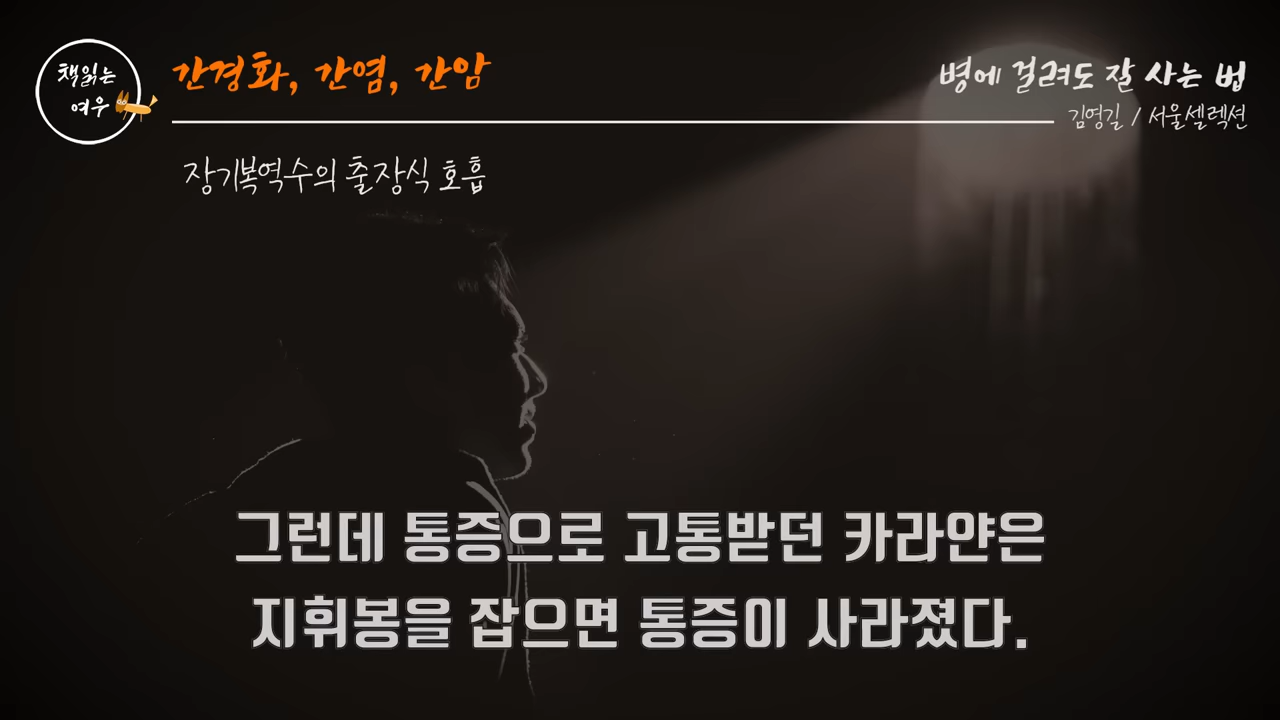 책읽는
여우
간경화, 간염, 간암
병에 걸려도 잘 사는 법
김영길 / 서울셀렉션
장기복역수의 출장식 호흡
그런데 통증으로 고통받던 카라얀은
지휘봉을 잡으면 통증이 사라졌다.